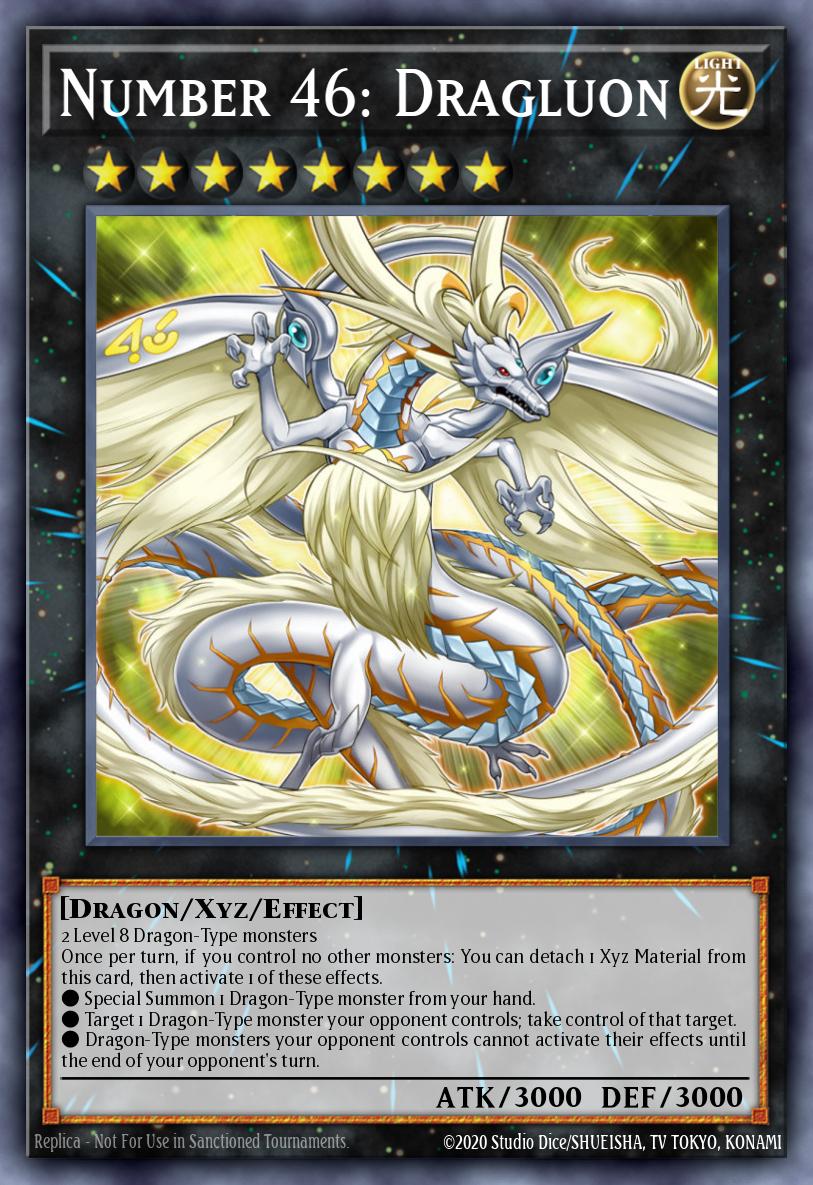 Number 46: Dragluon
LIGHT
光
46
[Dragon/Xyz/Effect]
2 Level 8 Dragon-Type monsters
Once per turn, if you control no other monsters: You can detach 1 Xyz Material from
this card, then activate 1 of these effects.
● Special Summon 1 Dragon-Type monster from your hand.
● Target 1 Dragon-Type monster your opponent controls; take control of that target.
● Dragon-Type monsters your opponent controls cannot activate their effects until
the end of your opponent's turn.
ATK/3000 DEF/3000
Replica - Not For Use in Sanctioned Tournaments.
©2020 Studio Dice/SHUEISHA, TV TOKYO, KONAMI